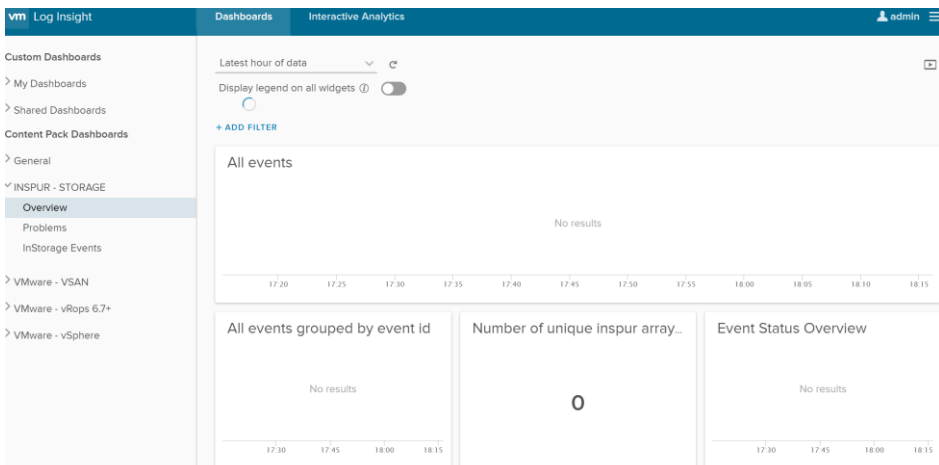 vm Log Insight
Dashboards
Interactive Analytics
admin
Custom Dashboards
My Dashboards
Shared Dashboards
Content Pack Dashboards
General
INSPUR - STORAGE
Overview
Problems
InStorage Events
VMware - VSAN
VMware - vRops 6.7+
VMware - vSphere
Latest hour of data
Display legend on all widgets
+ ADD FILTER
All events
No results
17:20 17:25 17:30 17:35 17:40 17:45 17:50 17:55 18:00 18:05 18:10 18:15
All events grouped by event id
No results
17:30 17:45 18:00 18:15
Number of unique inspur array...
0
Event Status Overview
No results
17:30 17:45 18:00 18:15